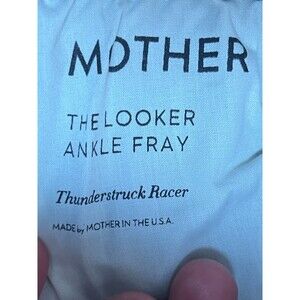 MOTHER
THE LOOKER
ANKLE FRAY
Thunderstruck Racer
MADE by MOTHER IN THE U.S.A.